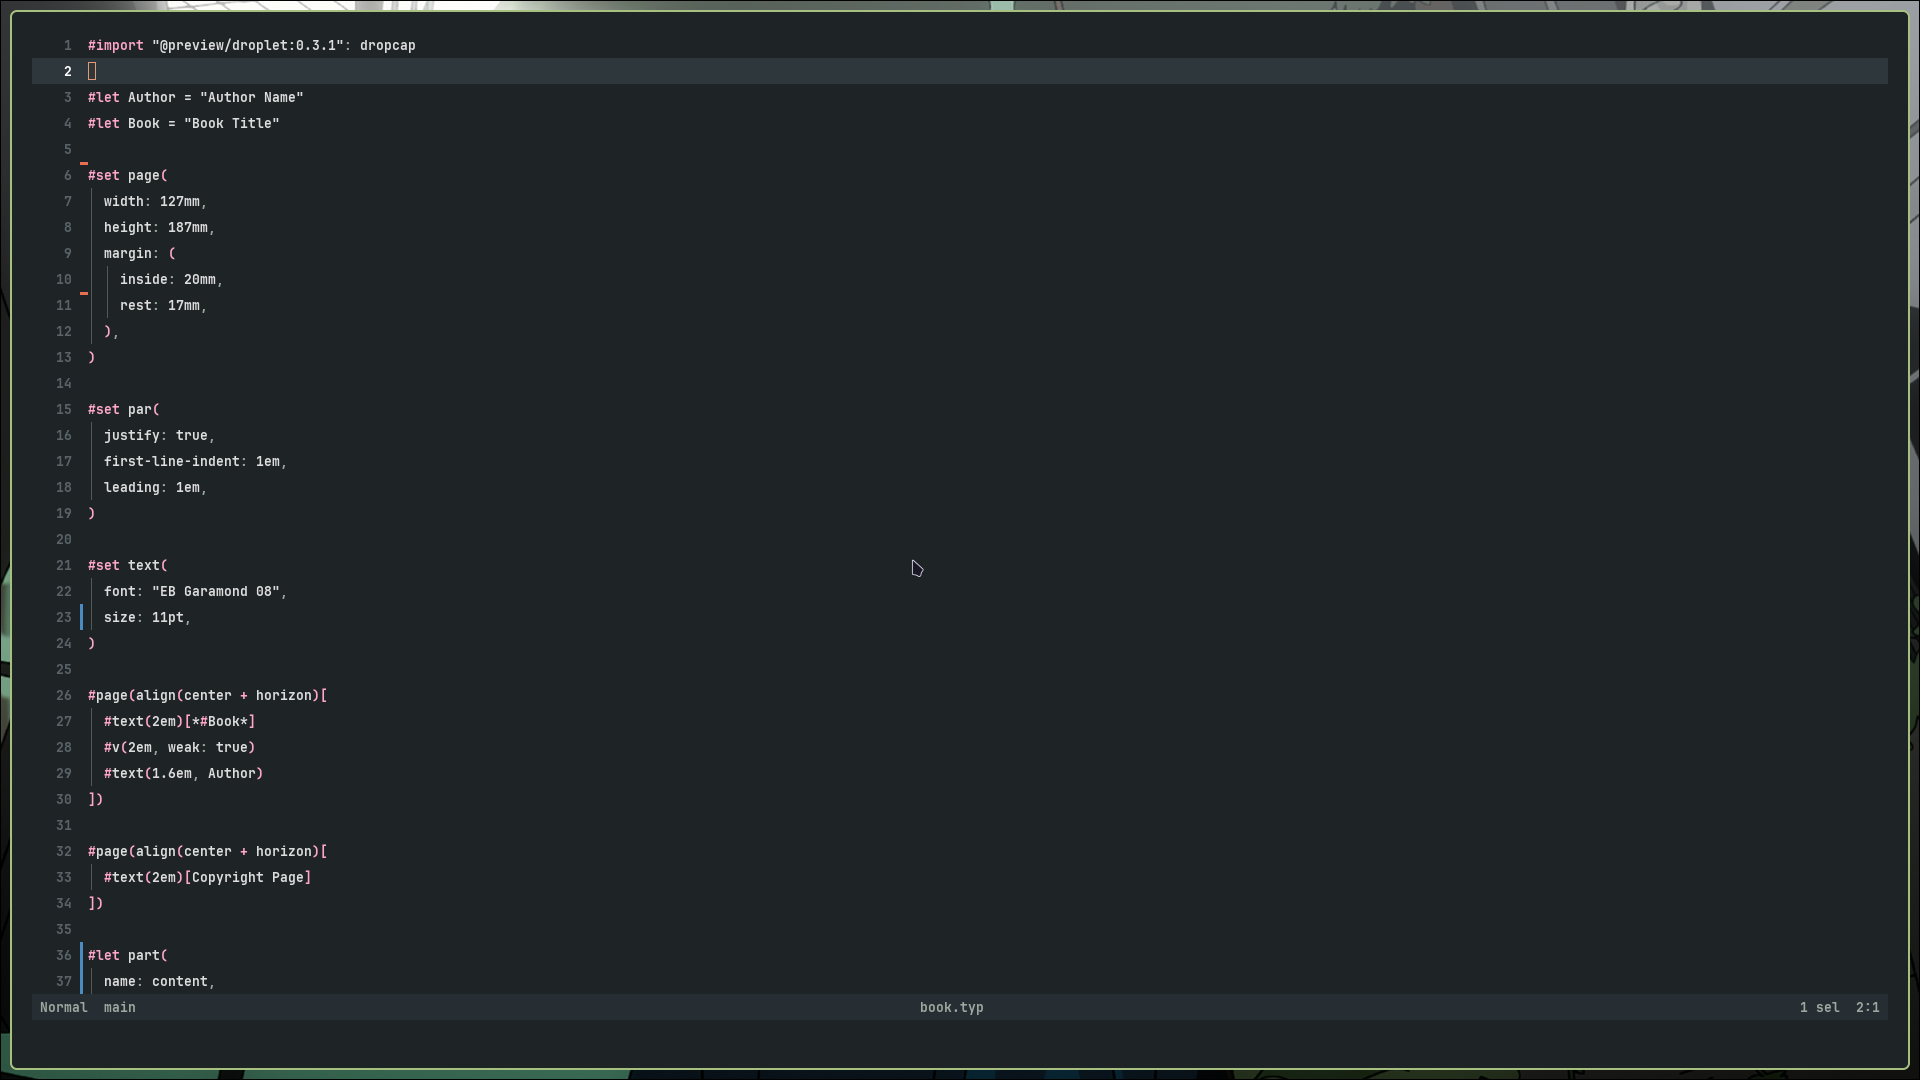 1 #import "@preview/droplet:0.3.1": dropcap
2
3 #let Author = "Author Name"
4 #let Book = "Book Title"
5
6 #set page(
7 width: 127mm,
8 height: 187mm,
9 margin: (
10 inside: 20mm,
11 rest: 17mm,
12 ),
13 )
14
15 #set par(
16 justify: true,
17 first-line-indent: 1em,
18 leading: 1em,
19 )
20
21 #set text(
22 font: "EB Garamond 08",
23 size: 11pt,
24 )
25
26 #page(align(center + horizon)[
27 #text(2em)[*#Book*]
28 #v(2em, weak: true)
29 #text(1.6em, Author)
30 ])
31
32 #page(align(center + horizon)[
33 #text(2em)[Copyright Page]
34 ])
35
36 #let part(
37 name: content,
Normal main book.typ 1 sel 2:1